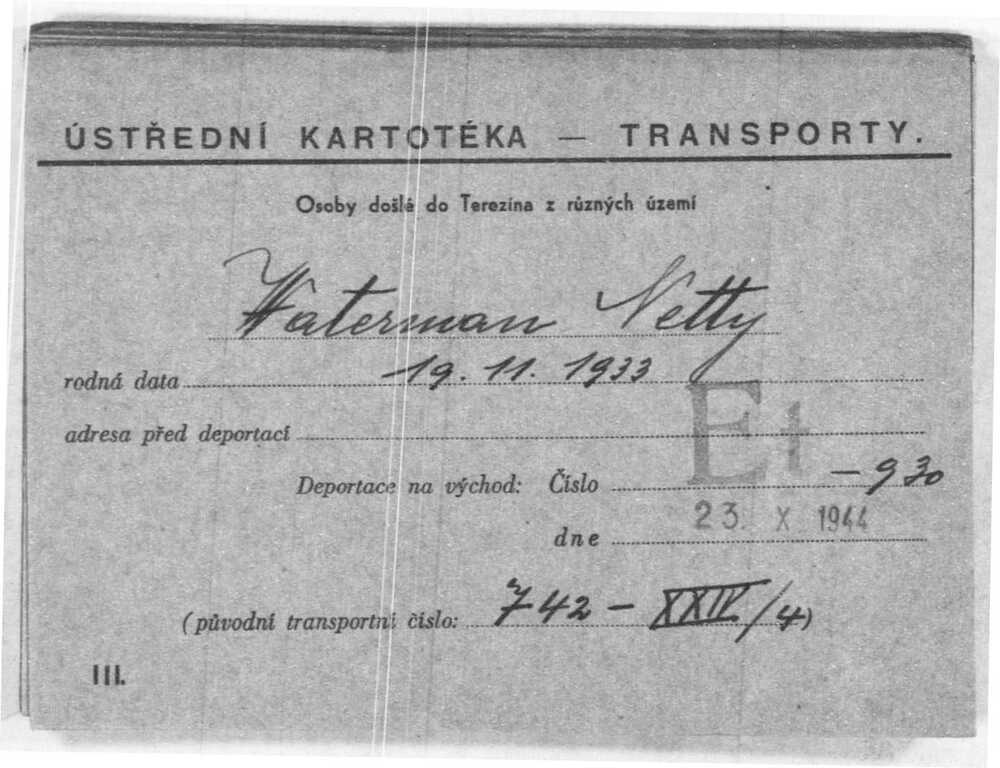 ÚSTŘEDNÍ KARTOTÉKA — TRANSPORTY.
Osoby došlé do Terezína z různých území
Waterman Netty
rodná data 19. 11. 1933
adresa před deportací
Et
Deportace na východ: Číslo – 930
dne 23. X 1944
(původní transportní číslo: 742 – XXIV/4)
III.